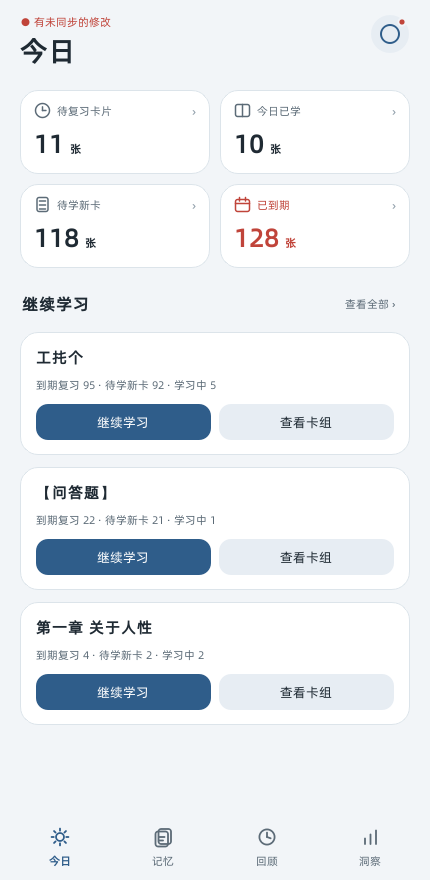 有未同步的修改
今日
待复习卡片 ›
11 张
今日已学 ›
10 张
待学新卡 ›
118 张
已到期 ›
128 张
继续学习 查看全部 ›
工扥个
到期复习 95 · 待学新卡 92 · 学习中 5
继续学习 查看卡组
【问答题】
到期复习 22 · 待学新卡 21 · 学习中 1
继续学习 查看卡组
第一章 关于人性
到期复习 4 · 待学新卡 2 · 学习中 2
继续学习 查看卡组
今日 记忆 回顾 洞察